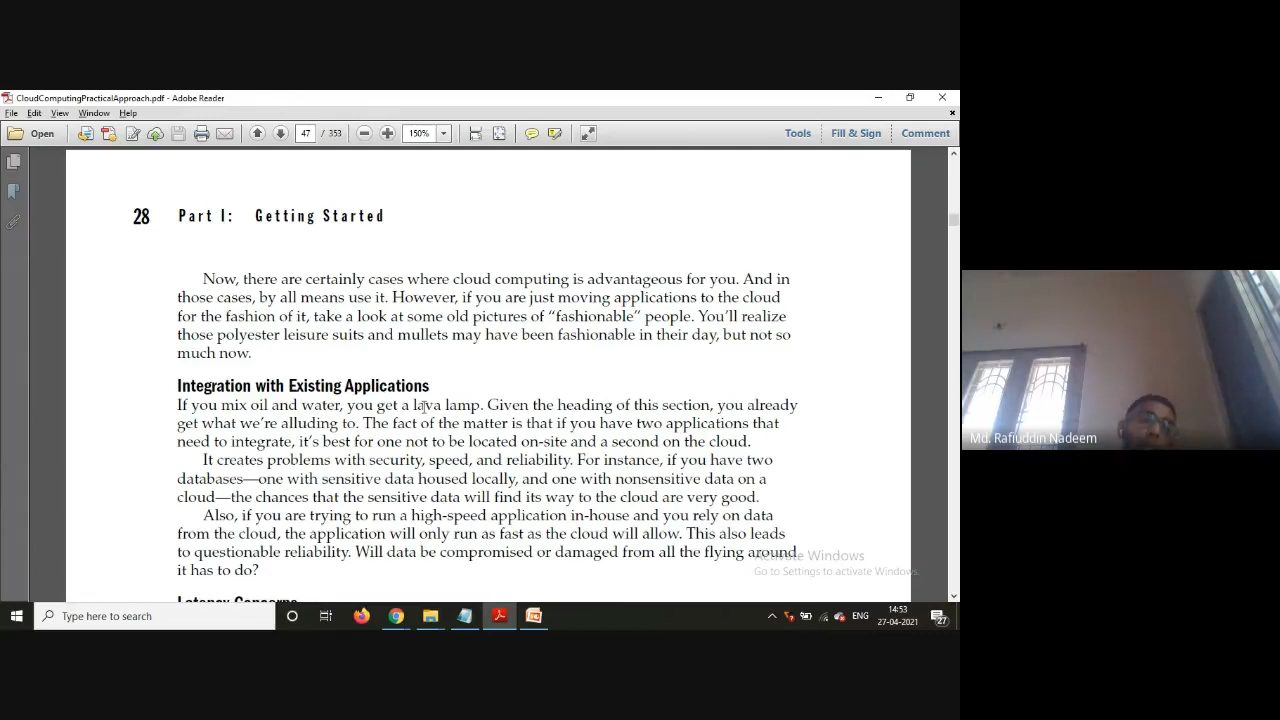 CloudComputingPracticalApproach.pdf - Adobe Reader
File Edit View Window Help
Open 47 / 353 150% Tools Fill & Sign Comment
28 Part I: Getting Started
Now, there are certainly cases where cloud computing is advantageous for you. And in
those cases, by all means use it. However, if you are just moving applications to the cloud
for the fashion of it, take a look at some old pictures of “fashionable” people. You’ll realize
those polyester leisure suits and mullets may have been fashionable in their day, but not so
much now.
Integration with Existing Applications
If you mix oil and water, you get a lava lamp. Given the heading of this section, you already
get what we’re alluding to. The fact of the matter is that if you have two applications that
need to integrate, it’s best for one not to be located on-site and a second on the cloud.
It creates problems with security, speed, and reliability. For instance, if you have two
databases—one with sensitive data housed locally, and one with nonsensitive data on a
cloud—the chances that the sensitive data will find its way to the cloud are very good.
Also, if you are trying to run a high-speed application in-house and you rely on data
from the cloud, the application will only run as fast as the cloud will allow. This also leads
to questionable reliability. Will data be compromised or damaged from all the flying around
it has to do?
Activate Windows
Go to Settings to activate Windows.
Latency Concerns
Type here to search
ENG
14:53
27-04-2021
27
Md. Rafiuddin Nadeem